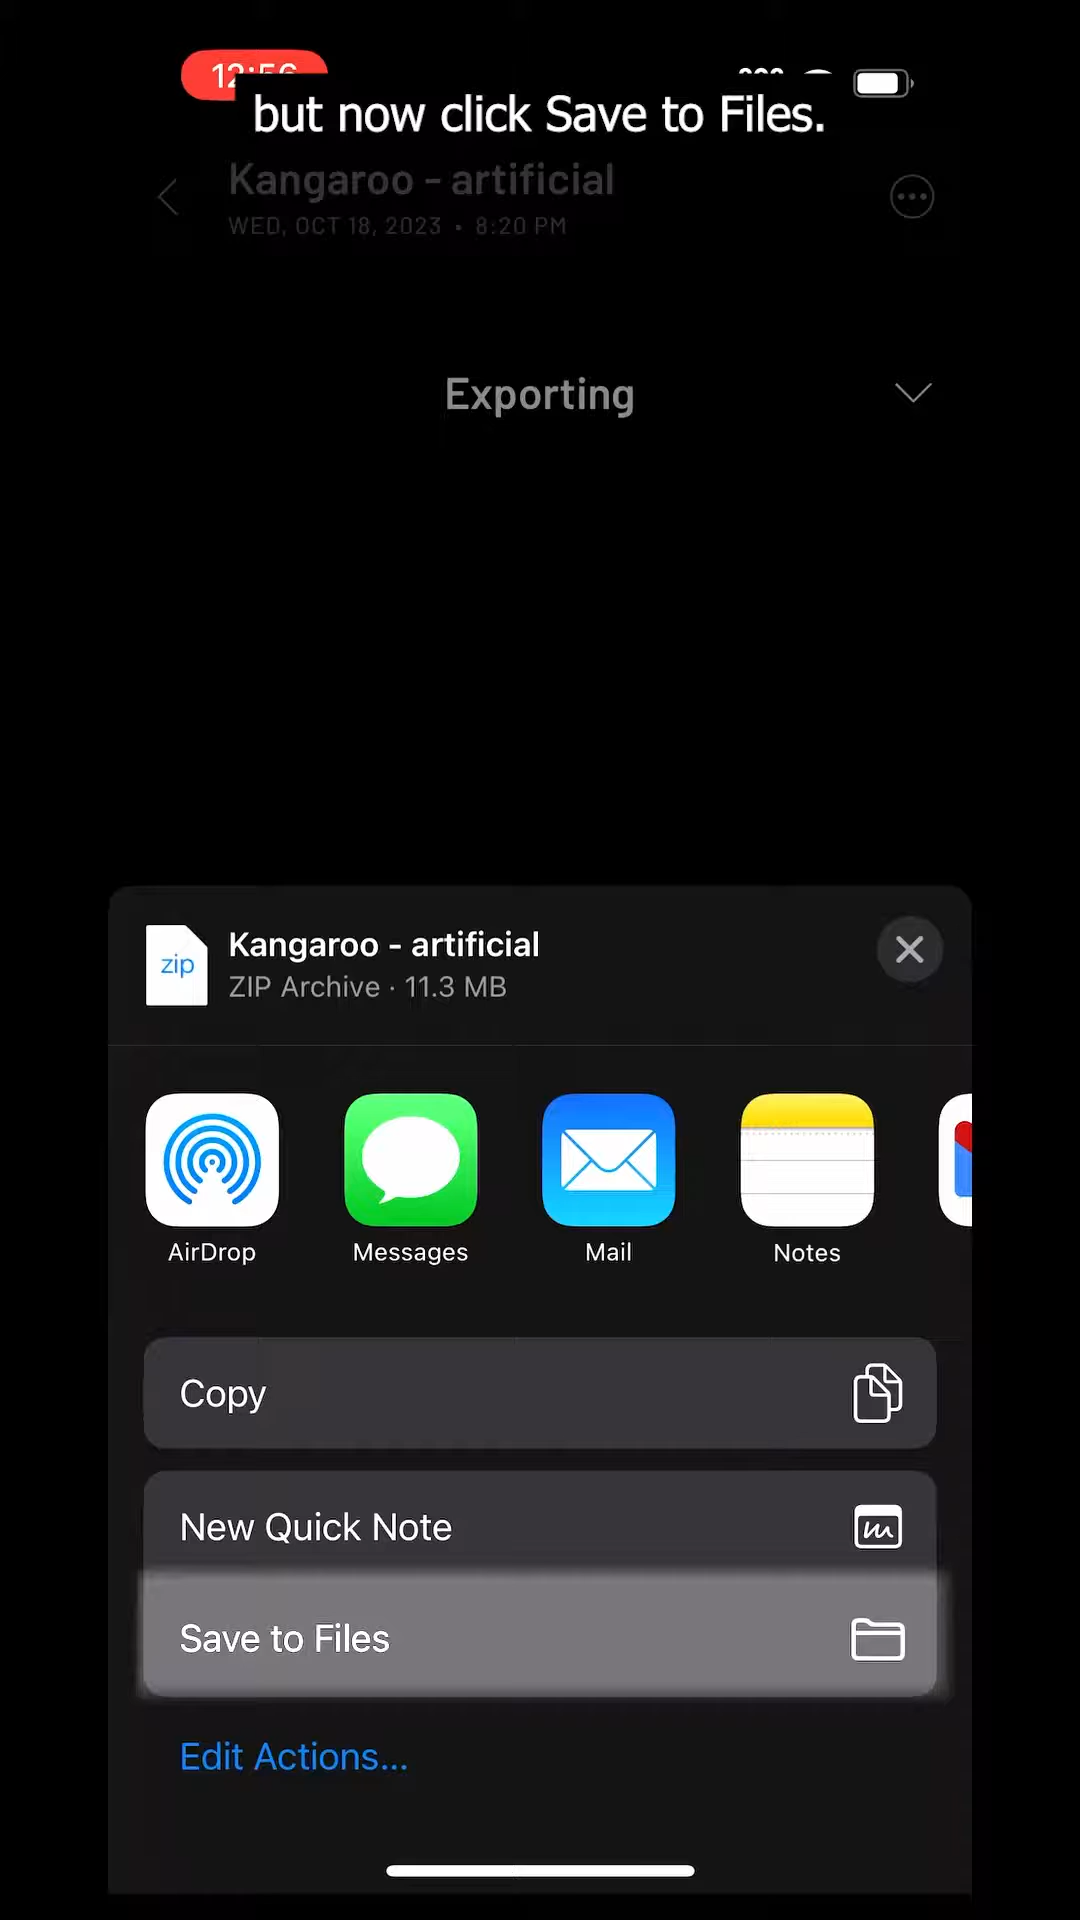 12:56
but now click Save to Files.
Kangaroo - artificial
WED, OCT 18, 2023 • 8:20 PM
Exporting
zip
Kangaroo - artificial
ZIP Archive · 11.3 MB
AirDrop
Messages
Mail
Notes
Copy
New Quick Note
Save to Files
Edit Actions...